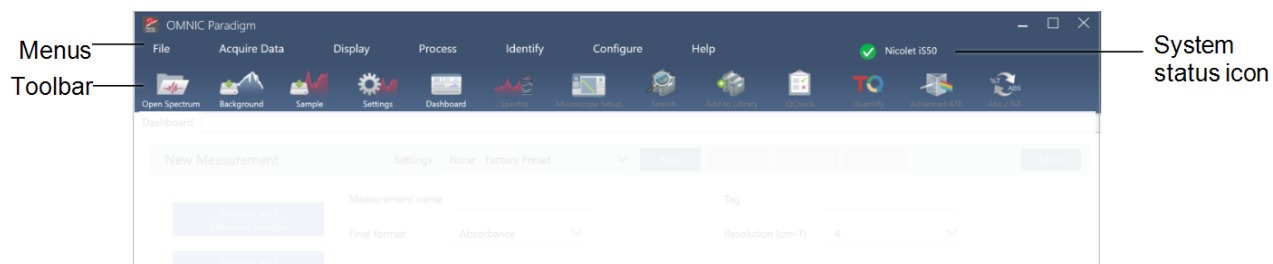 OMNIC Paradigm
Menus
File Acquire Data Display Process Identify Configure Help Nicolet iS50
System
status icon
Toolbar
Open Spectrum Background Sample Settings Dashboard Spectra Microscope Setup Search Add to Library QCheck Quantify Advanced ATR Abs / %T
Dashboard
New Measurement Settings None - Factory Preset Save More
Measurement name Tag
Final format Absorbance Resolution (cm-1) 4